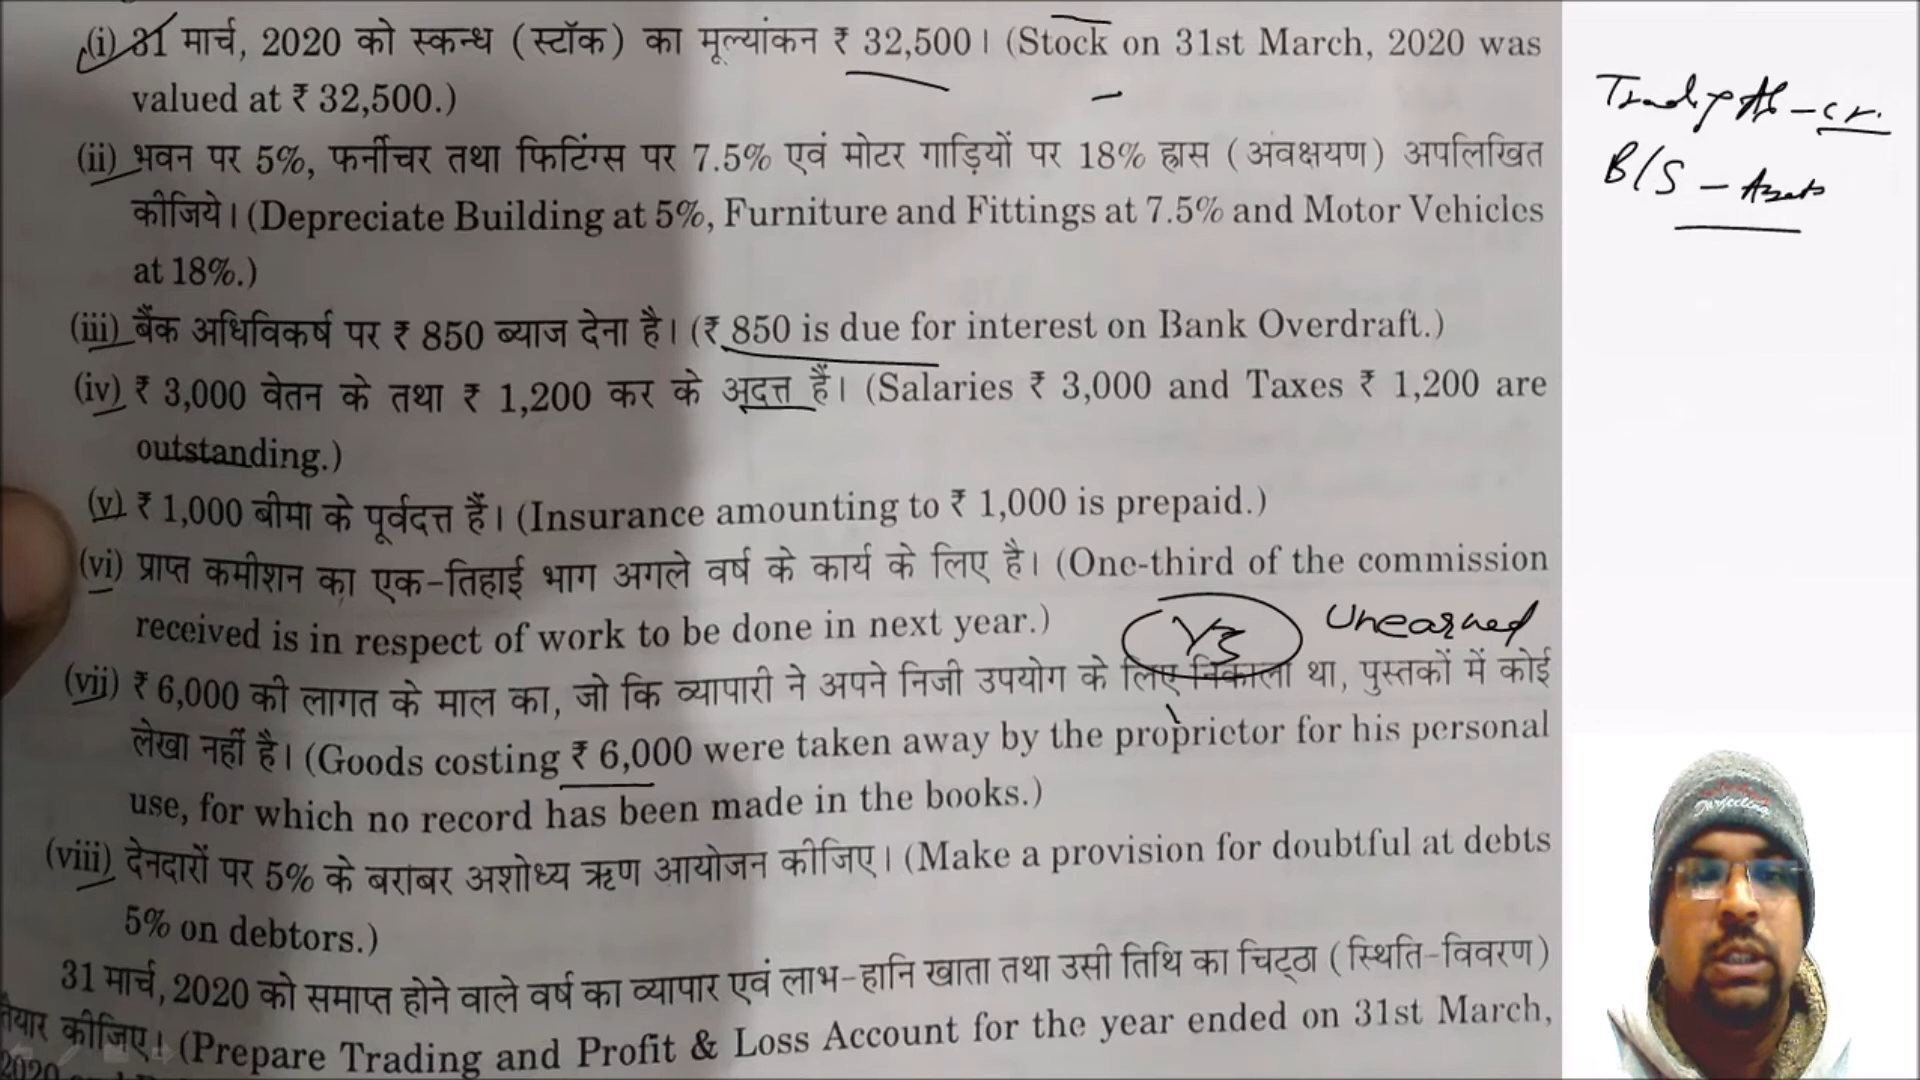 (i) 31 मार्च, 2020 को स्कन्ध (स्टॉक) का मूल्यांकन ₹ 32,500। (Stock on 31st March, 2020 was
valued at ₹ 32,500.)
(ii) भवन पर 5%, फर्नीचर तथा फिटिंग्स पर 7.5% एवं मोटर गाड़ियों पर 18% ह्रास (अवक्षयण) अपलिखित
कीजिये। (Depreciate Building at 5%, Furniture and Fittings at 7.5% and Motor Vehicles
at 18%.)
(iii) बैंक अधिविकर्ष पर ₹ 850 ब्याज देना है। (₹ 850 is due for interest on Bank Overdraft.)
(iv) ₹ 3,000 वेतन के तथा ₹ 1,200 कर के अदत्त हैं। (Salaries ₹ 3,000 and Taxes ₹ 1,200 are
outstanding.)
(v) ₹ 1,000 बीमा के पूर्वदत्त हैं। (Insurance amounting to ₹ 1,000 is prepaid.)
(vi) प्राप्त कमीशन का एक-तिहाई भाग अगले वर्ष के कार्य के लिए है। (One-third of the commission
received is in respect of work to be done in next year.)
1/3 Unearned
(vii) ₹ 6,000 की लागत के माल का, जो कि व्यापारी ने अपने निजी उपयोग के लिए निकाला था, पुस्तकों में कोई
लेखा नहीं है। (Goods costing ₹ 6,000 were taken away by the proprietor for his personal
use, for which no record has been made in the books.)
(viii) देनदारों पर 5% के बराबर अशोध्य ऋण आयोजन कीजिए। (Make a provision for doubtful at debts
5% on debtors.)
31 मार्च, 2020 को समाप्त होने वाले वर्ष का व्यापार एवं लाभ-हानि खाता तथा उसी तिथि का चिट्ठा (स्थिति-विवरण)
तैयार कीजिए। (Prepare Trading and Profit & Loss Account for the year ended on 31st March,
2020
Trading A/c - cr.
B/S - Assets